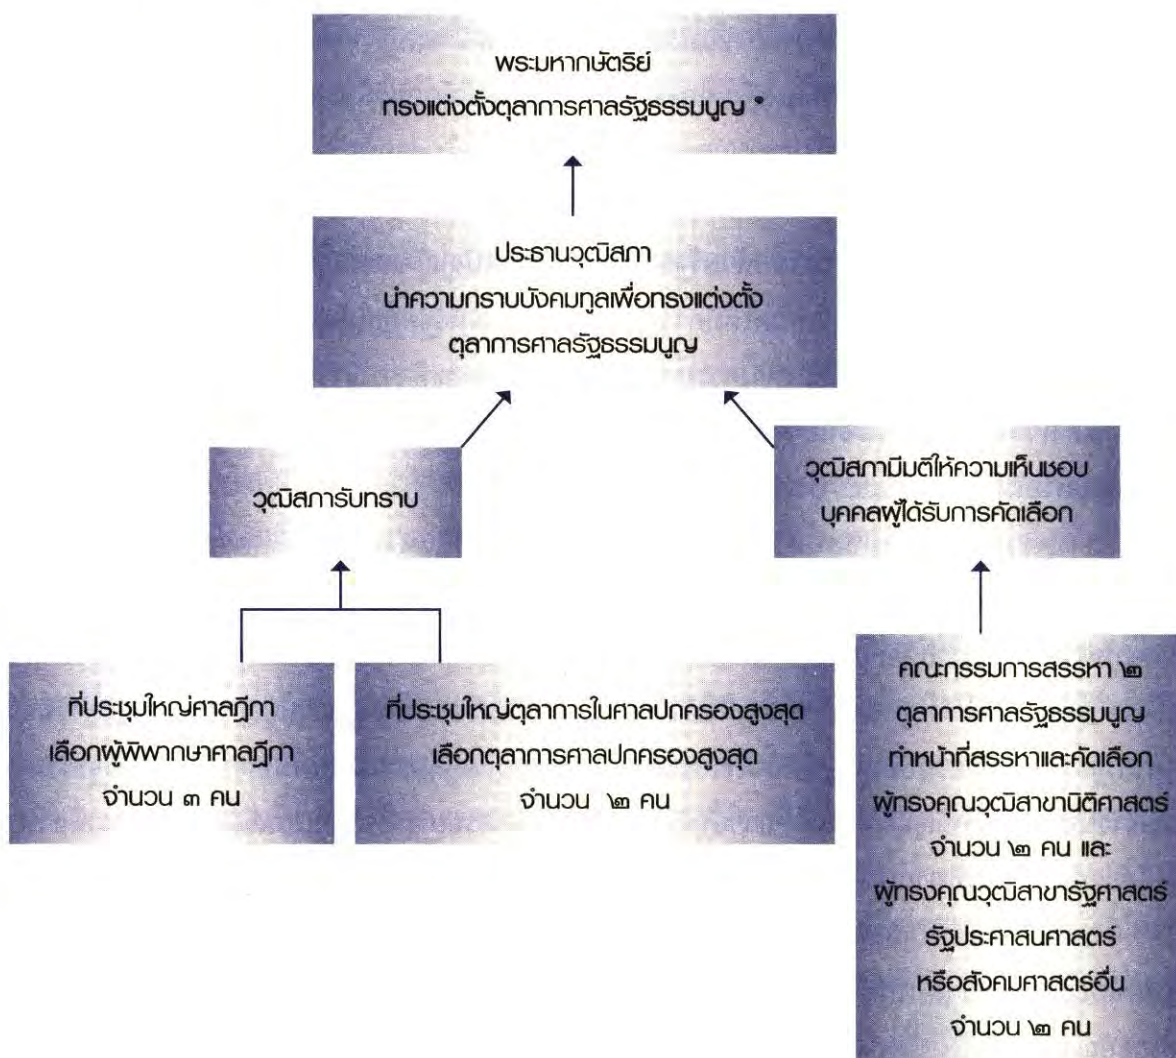 พระมหากษัตริย์
ทรงแต่งตั้งตุลาการศาลรัฐธรรมนูญ ๑
ประธานวุฒิสภา
นำความกราบบังคมทูลเพื่อทรงแต่งตั้ง
ตุลาการศาลรัฐธรรมนูญ
วุฒิสภารับทราบ
วุฒิสภามีมติให้ความเห็นชอบ
บุคคลผู้ได้รับการคัดเลือก
ที่ประชุมใหญ่ศาลฎีกา
เลือกผู้พิพากษาศาลฎีกา
จำนวน ๓ คน
ที่ประชุมใหญ่ตุลาการในศาลปกครองสูงสุด
เลือกตุลาการศาลปกครองสูงสุด
จำนวน ๒ คน
คณะกรรมการสรรหา ๒
ตุลาการศาลรัฐธรรมนูญ
ทำหน้าที่สรรหาและคัดเลือก
ผู้ทรงคุณวุฒิสาขานิติศาสตร์
จำนวน ๒ คน และ
ผู้ทรงคุณวุฒิสาขารัฐศาสตร์
รัฐประศาสนศาสตร์
หรือสังคมศาสตร์อื่น
จำนวน ๒ คน